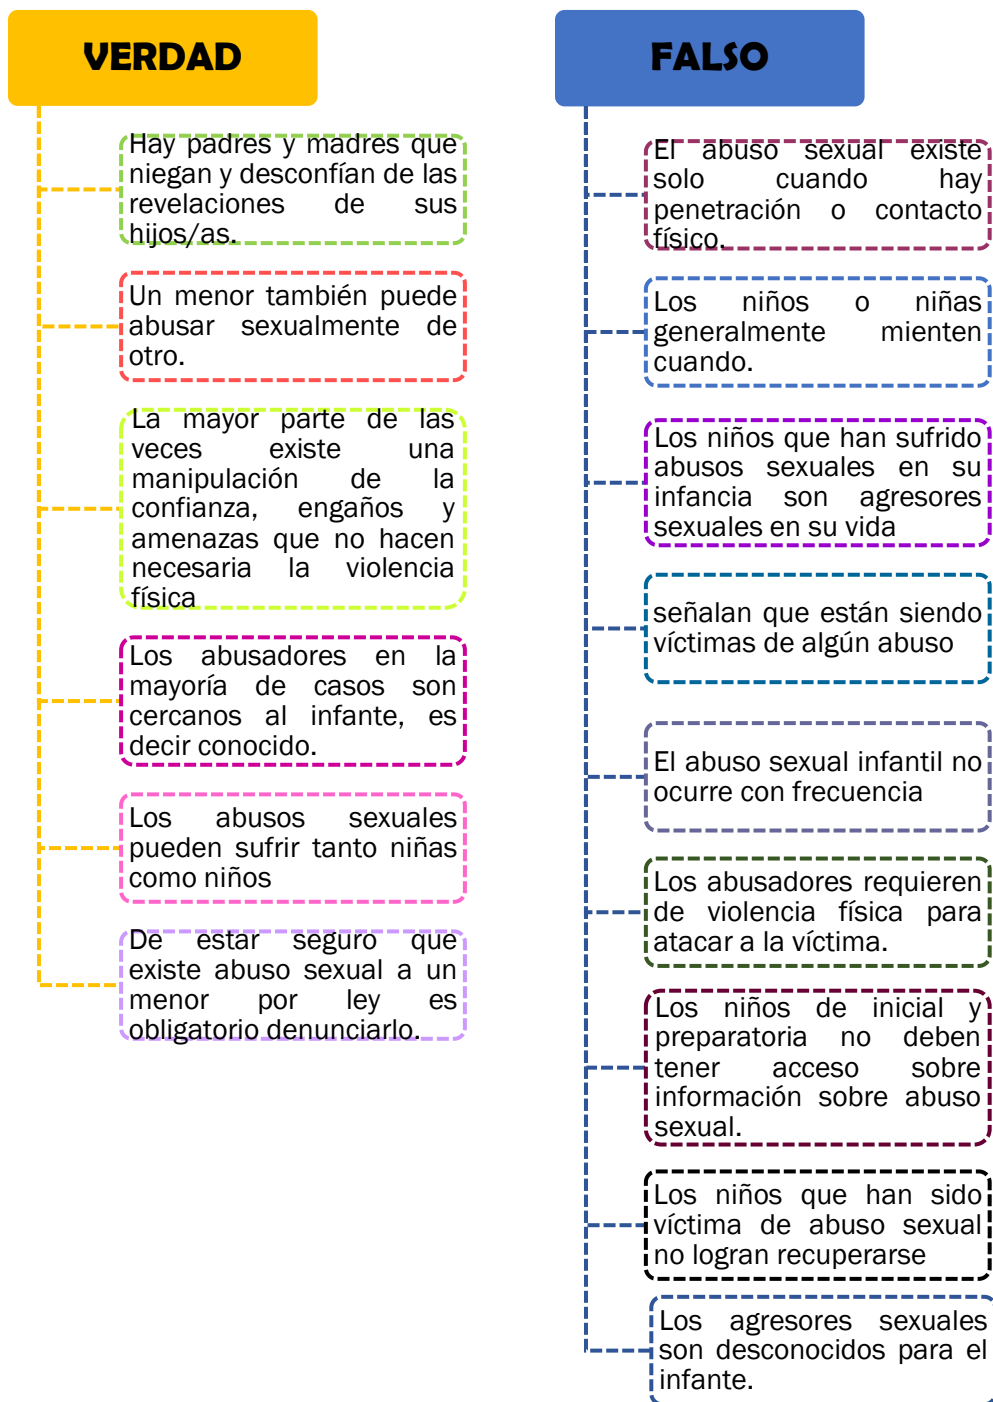 VERDAD
Hay padres y madres que
niegan y desconfían de las
revelaciones de sus
hijos/as.
Un menor también puede
abusar sexualmente de
otro.
La mayor parte de las
veces existe una
manipulación de la
confianza, engaños y
amenazas que no hacen
necesaria la violencia
física
Los abusadores en la
mayoría de casos son
cercanos al infante, es
decir conocido.
Los abusos sexuales
pueden sufrir tanto niñas
como niños
De estar seguro que
existe abuso sexual a un
menor por ley es
obligatorio denunciarlo.
FALSO
El abuso sexual existe
solo cuando hay
penetración o contacto
físico.
Los niños o niñas
generalmente mienten
cuando.
Los niños que han sufrido
abusos sexuales en su
infancia son agresores
sexuales en su vida
señalan que están siendo
víctimas de algún abuso
El abuso sexual infantil no
ocurre con frecuencia
Los abusadores requieren
de violencia física para
atacar a la víctima.
Los niños de inicial y
preparatoria no deben
tener acceso sobre
información sobre abuso
sexual.
Los niños que han sido
víctima de abuso sexual
no logran recuperarse
Los agresores sexuales
son desconocidos para el
infante.